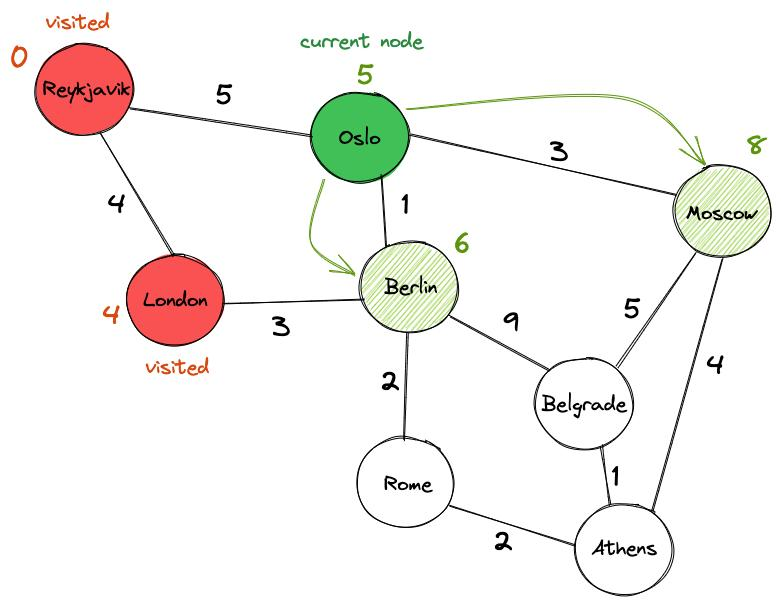 visited
0
Reykjavik
5
current node
5
Oslo
3
8
Moscow
4
1
6
Berlin
London
4
3
visited
9
5
4
2
Belgrade
Rome
1
2
Athens